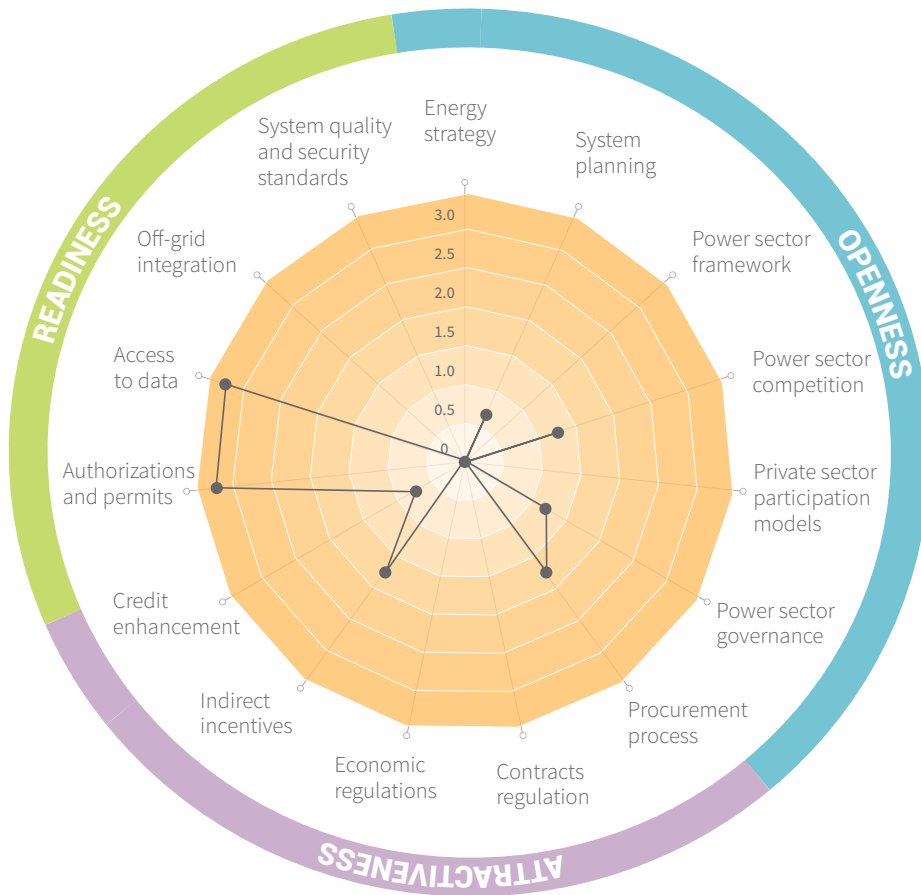 Energy
strategy
System
planning
Power sector
framework
Power sector
competition
Private sector
participation
models
Power sector
governance
Procurement
process
Contracts
regulation
Economic
regulations
Indirect
incentives
Credit
enhancement
Authorizations
and permits
Access
to data
Off-grid
integration
System quality
and security
standards
3.0
2.5
2.0
1.5
1.0
0.5
0
READINESS
OPENNESS
ATTRACTIVENESS